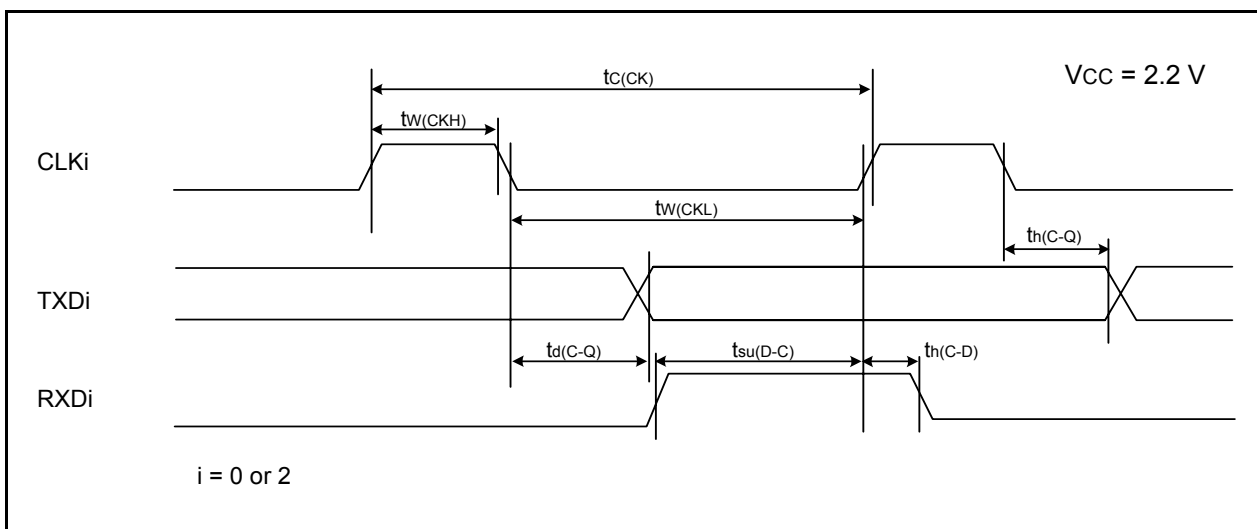 tC(CK)
VCC = 2.2 V
tW(CKH)
CLKi
tW(CKL)
th(C-Q)
TXDi
td(C-Q)
tsu(D-C)
th(C-D)
RXDi
i = 0 or 2